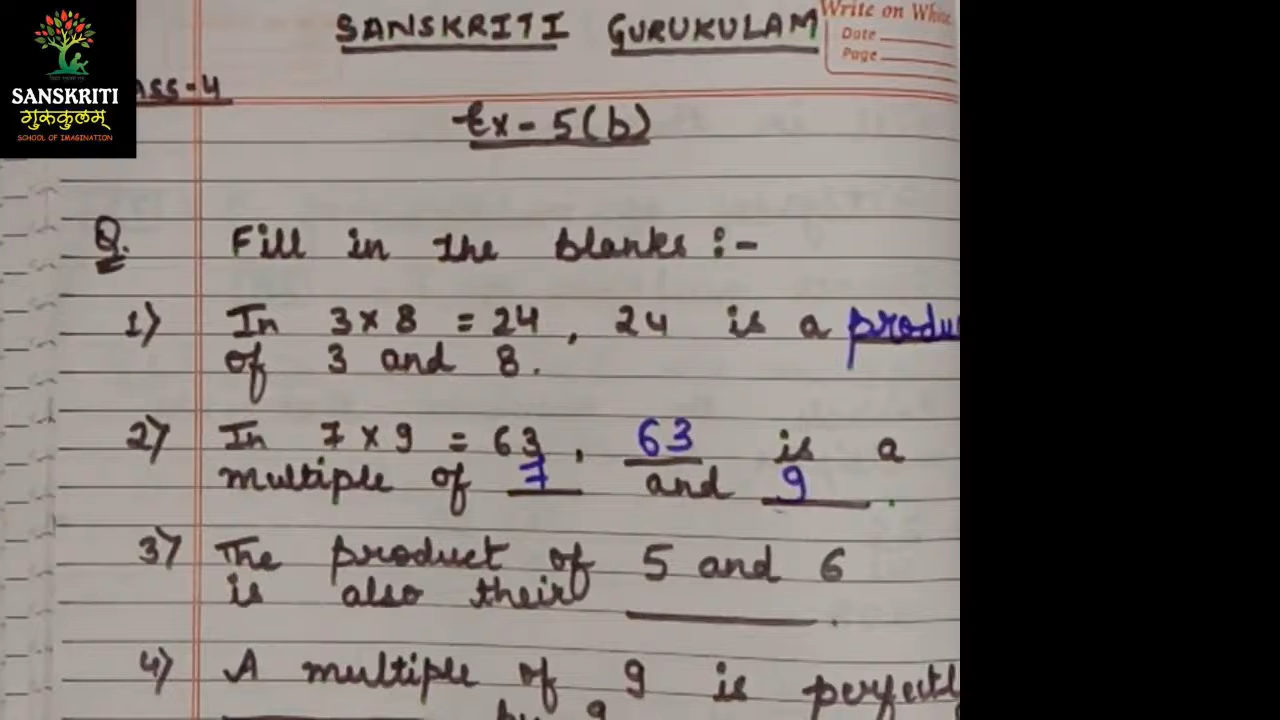 SANSKRITI GURUKULAM
Write on
Date
Page
SANSKRITI
गुरुकुलम्
SCHOOL OF IMAGINATION
Ex - 5(b)
Q. Fill in the blanks :-
1) In 3 x 8 = 24, 24 is a produ
of 3 and 8.
2) In 7 x 9 = 63. 63 is a
multiple of 7 and 9.
3) The product of 5 and 6
is also their ______.
4) A multiple of 9 is perfectl
by 9